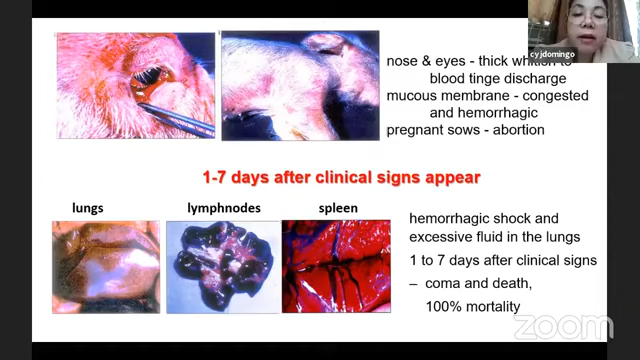 cy jdomingo
nose & eyes - thick whitish to
blood tinge discharge
mucous membrane - congested
and hemorrhagic
pregnant sows - abortion
1-7 days after clinical signs appear
lungs
lymphnodes
spleen
hemorrhagic shock and
excessive fluid in the lungs
1 to 7 days after clinical signs
– coma and death,
100% mortality
zoom